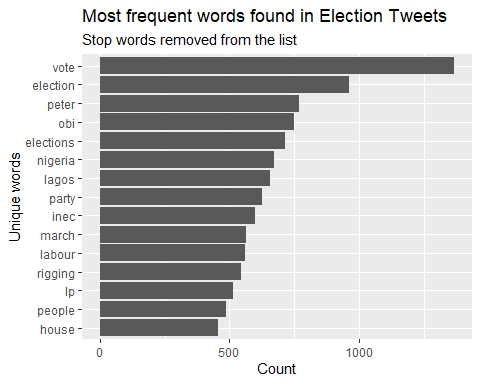 Most frequent words found in Election Tweets
Stop words removed from the list
Unique words
vote
election
peter
obi
elections
nigeria
lagos
party
inec
march
labour
rigging
lp
people
house
0 500 1000
Count